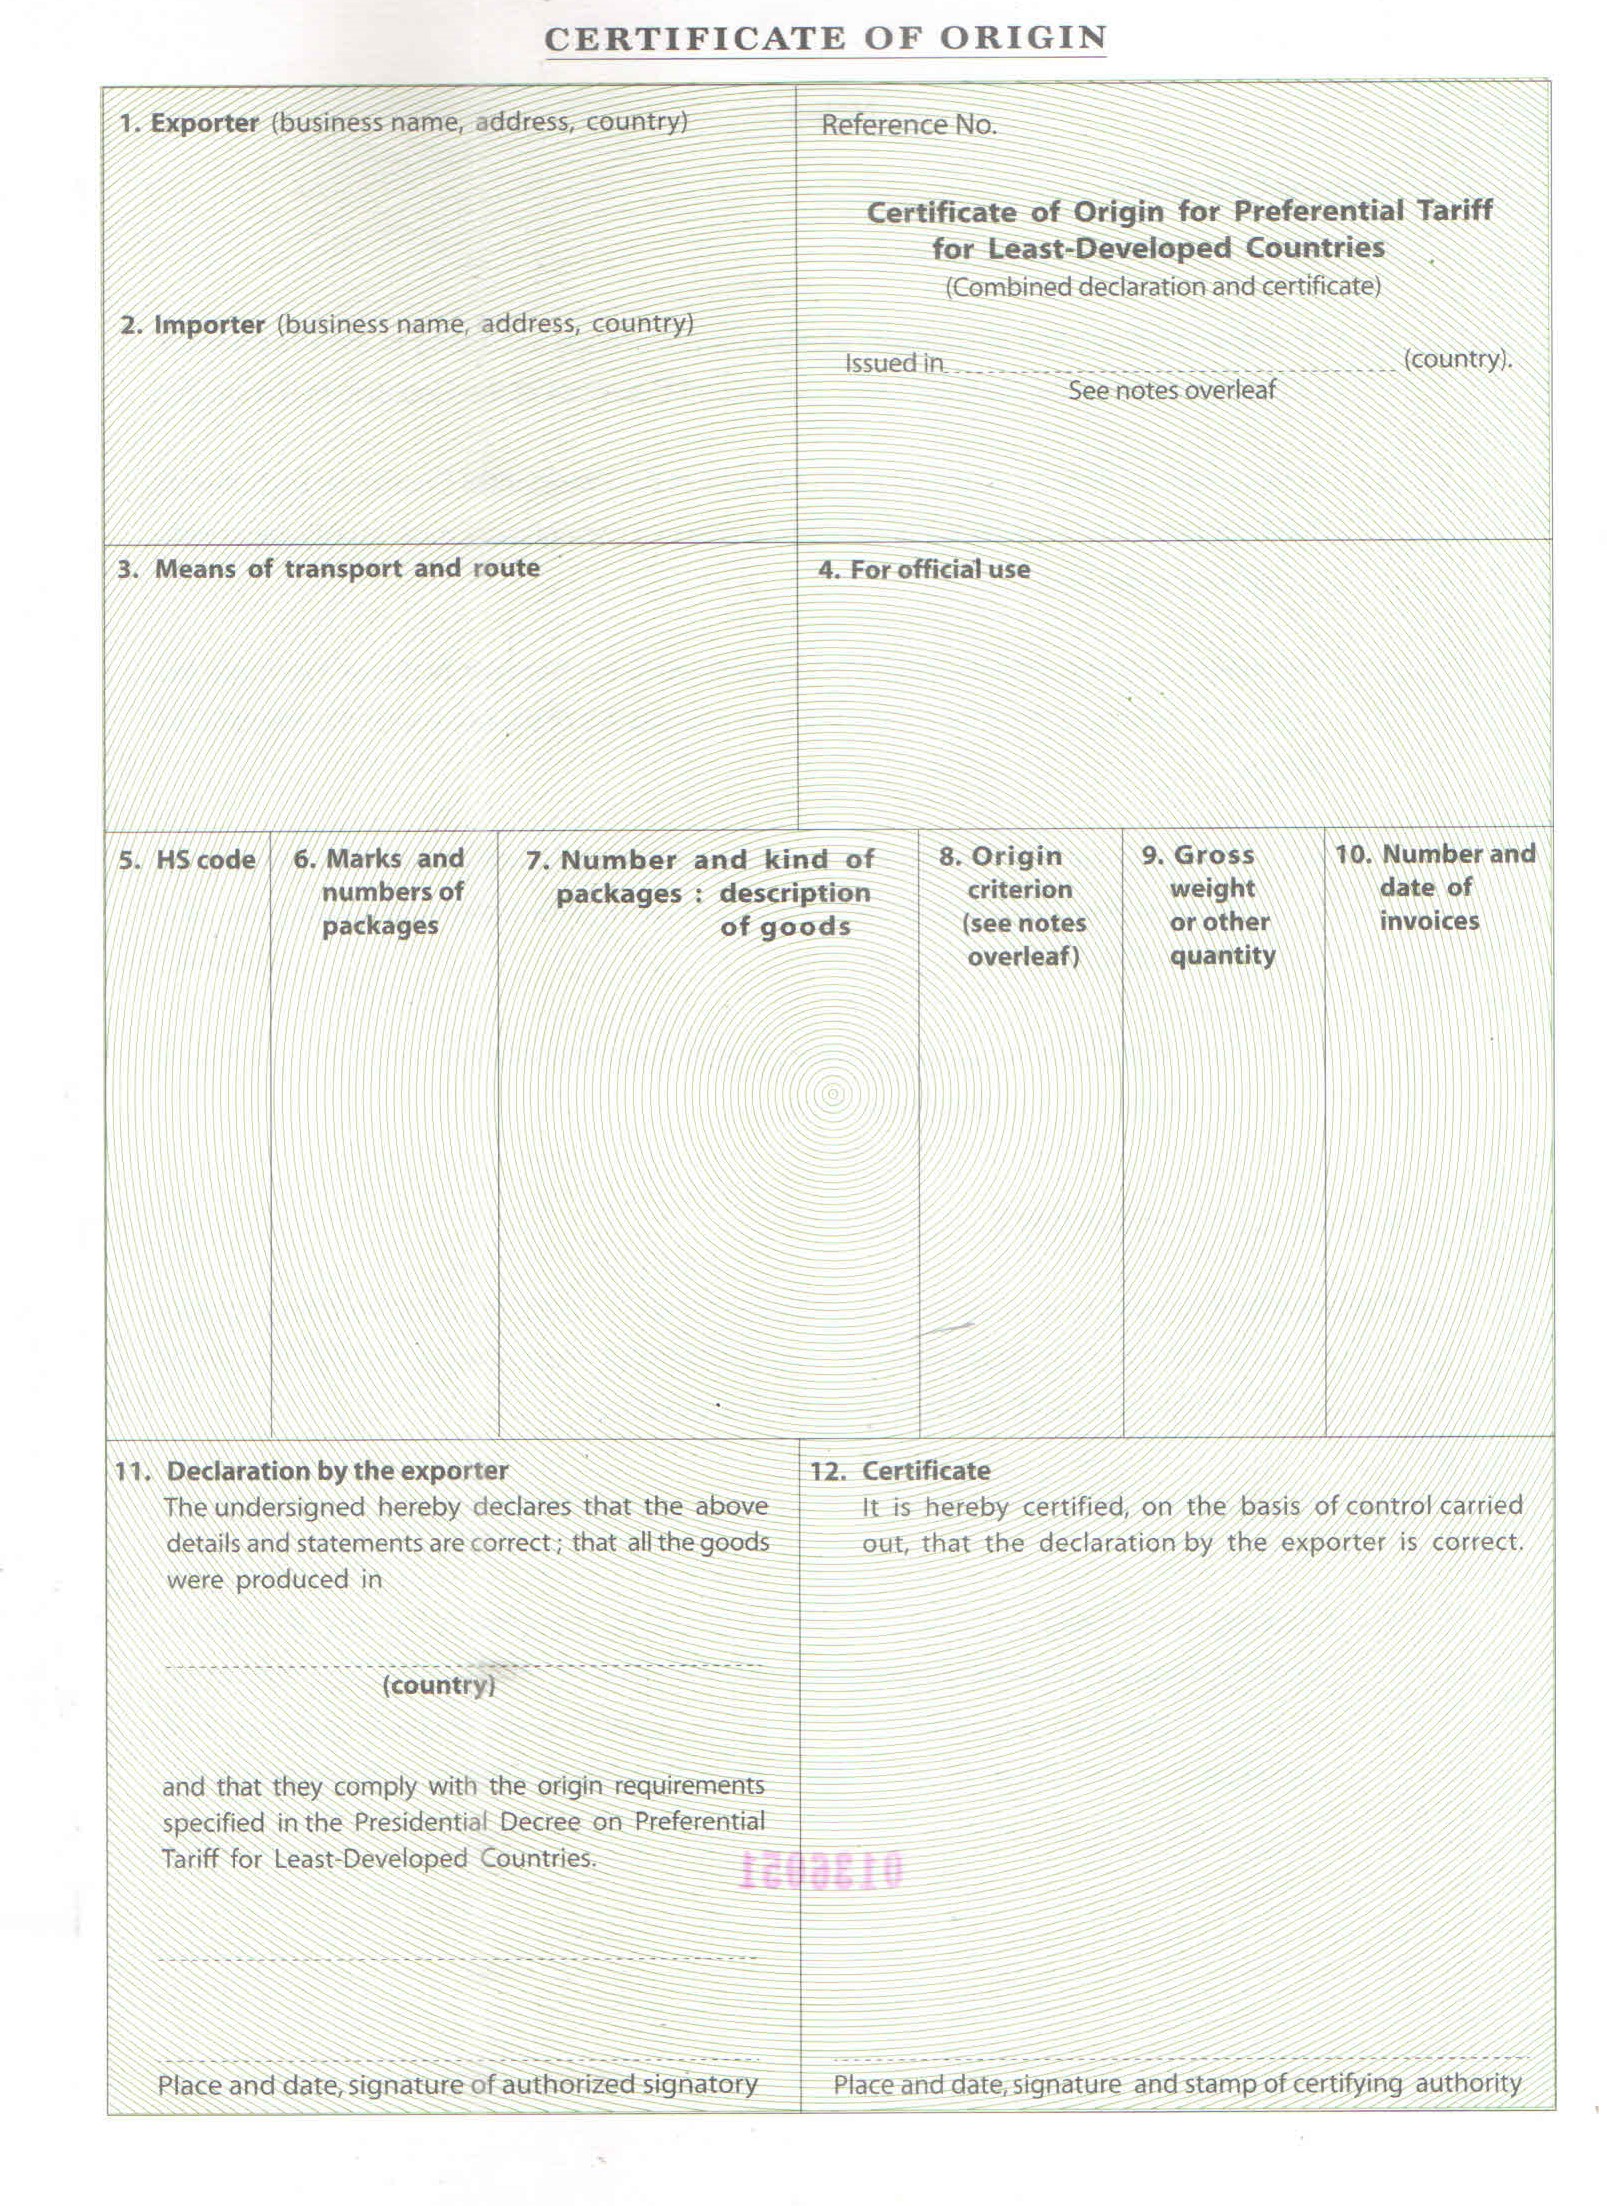 CERTIFICATE OF ORIGIN
1. Exporter (business name, address, country)
Reference No.
Certificate of Origin for Preferential Tariff
for Least-Developed Countries
(Combined declaration and certificate)
2. Importer (business name, address, country)
Issued in (country).
See notes overleaf
3. Means of transport and route
4. For official use
5. HS code
6. Marks and
numbers of
packages
7. Number and kind of
packages : description
of goods
8. Origin
criterion
(see notes
overleaf)
9. Gross
weight
or other
quantity
10. Number and
date of
invoices
11. Declaration by the exporter
The undersigned hereby declares that the above
details and statements are correct; that all the goods
were produced in
(country)
and that they comply with the origin requirements
specified in the Presidential Decree on Preferential
Tariff for Least-Developed Countries.
Place and date, signature of authorized signatory
12. Certificate
It is hereby certified, on the basis of control carried
out, that the declaration by the exporter is correct.
Place and date, signature and stamp of certifying authority